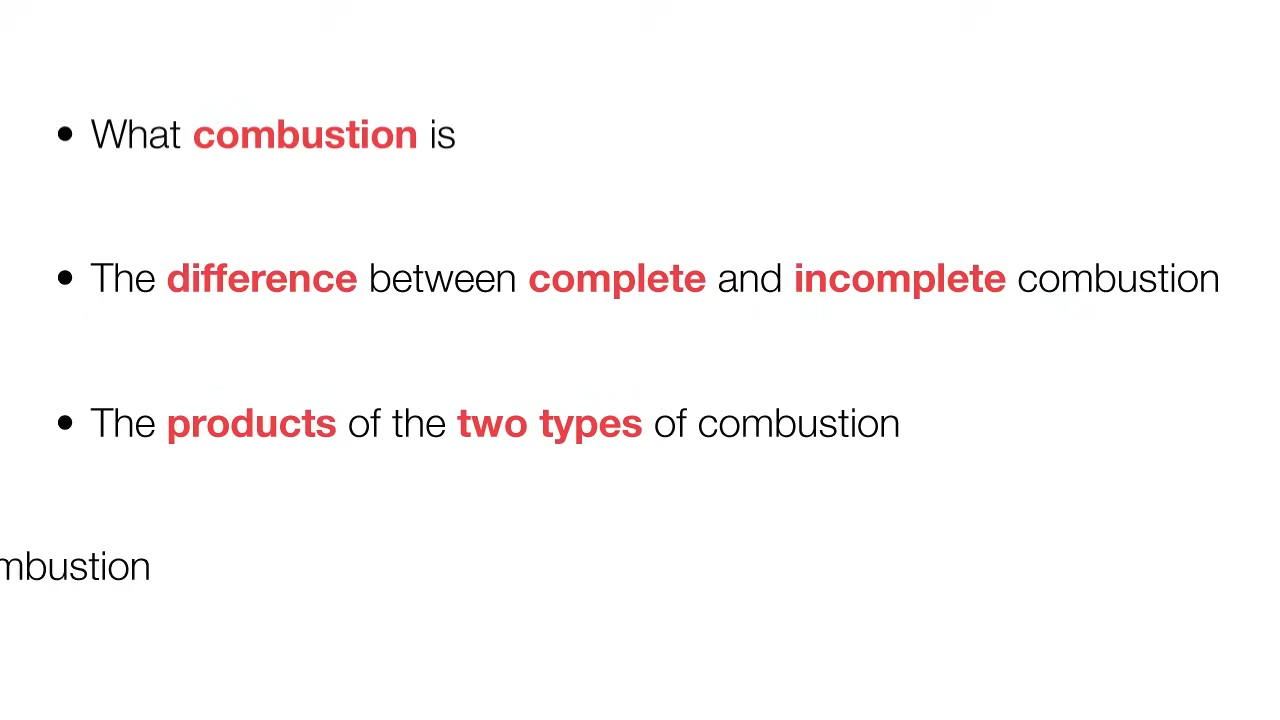 • What combustion is
• The difference between complete and incomplete combustion
• The products of the two types of combustion
mbustion